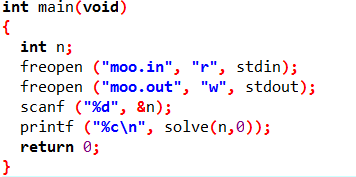 int main(void)
{
  int n;
  freopen ("moo.in", "r", stdin);
  freopen ("moo.out", "w", stdout);
  scanf ("%d", &n);
  printf ("%c\n", solve(n,0));
  return 0;
}